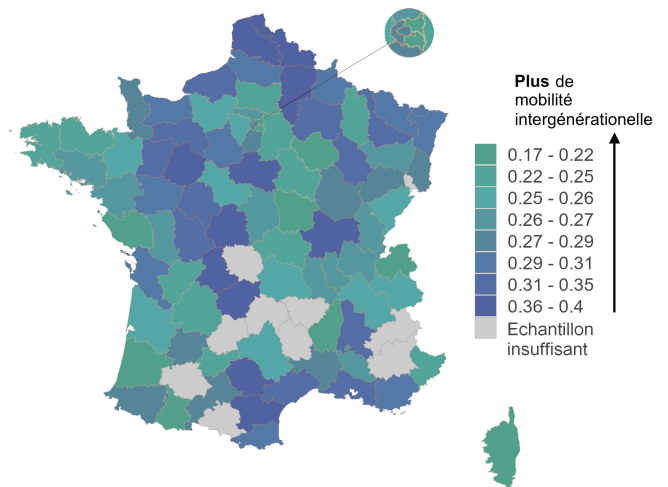 Plus de
mobilité
intergénérationelle
0.17 - 0.22
0.22 - 0.25
0.25 - 0.26
0.26 - 0.27
0.27 - 0.29
0.29 - 0.31
0.31 - 0.35
0.36 - 0.4
Echantillon
insuffisant